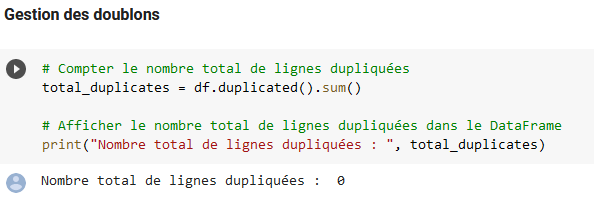 Gestion des doublons
# Compter le nombre total de lignes dupliquées
total_duplicates = df.duplicated().sum()
# Afficher le nombre total de lignes dupliquées dans le DataFrame
print("Nombre total de lignes dupliquées : ", total_duplicates)
Nombre total de lignes dupliquées :  0